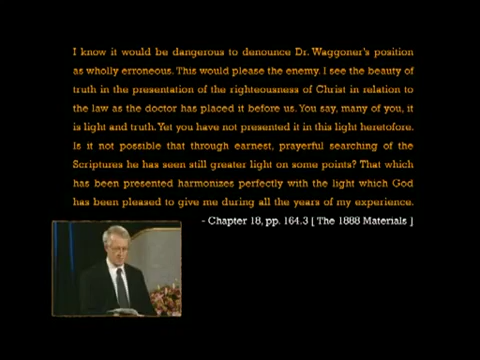 I know it would be dangerous to denounce Dr. Waggoner's position
as wholly erroneous. This would please the enemy. I see the beauty of
truth in the presentation of the righteousness of Christ in relation to
the law as the doctor has placed it before us. You say, many of you, it
is light and truth. Yet you have not presented it in this light heretofore.
Is it not possible that through earnest, prayerful searching of the
Scriptures he has seen still greater light on some points? That which
has been presented harmonizes perfectly with the light which God
has been pleased to give me during all the years of my experience.
- Chapter 18, pp. 164.3 [ The 1888 Materials ]